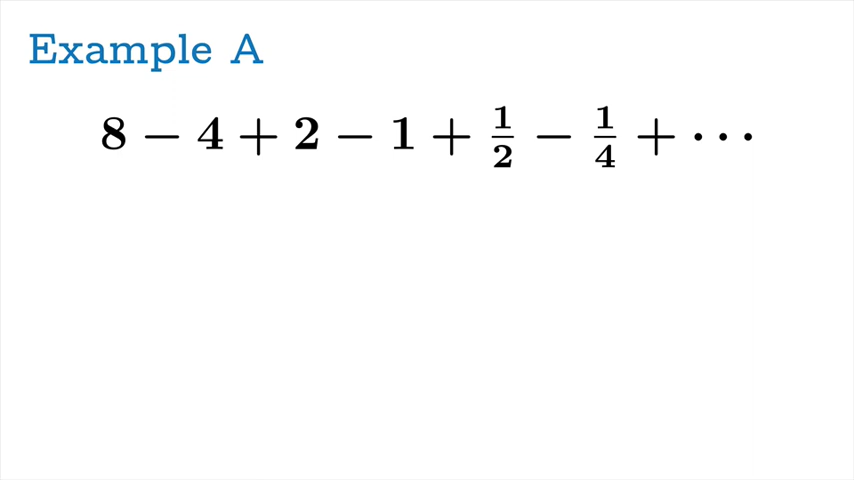 Example A
8 − 4 + 2 − 1 + 1/2 − 1/4 + ···